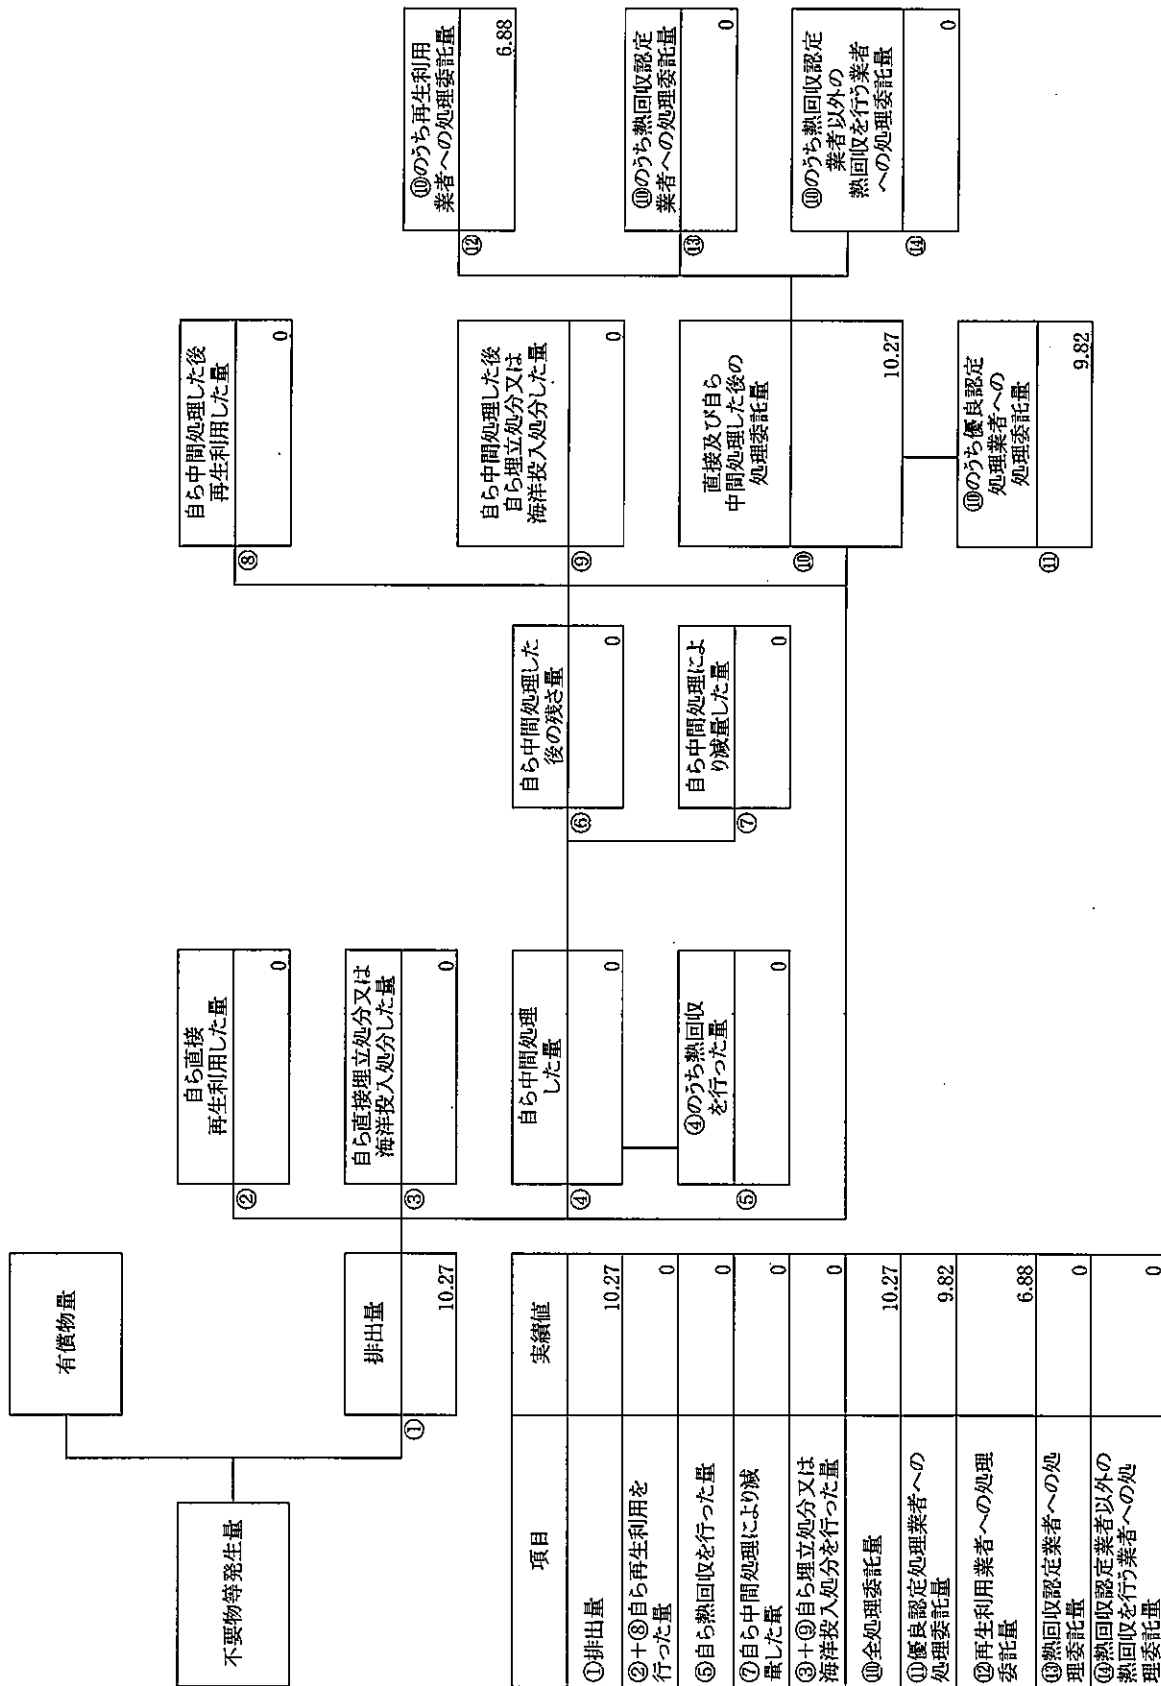 不要物等発生量
有償物量
排出量
①
10.27
自ら直接
再生利用した量
②
0
自ら直接埋立処分又は
海洋投入処分した量
③
0
自ら中間処理
した量
④
0
④のうち熱回収
を行った量
⑤
0
自ら中間処理した
後の残さ量
⑥
0
自ら中間処理によ
り減量した量
⑦
0
自ら中間処理した後
再生利用した量
⑧
0
自ら中間処理した後
自ら埋立処分又は
海洋投入処分した量
⑨
0
直接及び自ら
中間処理した後の
処理委託量
⑩
10.27
⑩のうち優良認定
処理業者への
処理委託量
⑪
9.82
⑩のうち再生利用
業者への処理委託量
⑫
6.88
⑩のうち熱回収認定
業者への処理委託量
⑬
0
⑩のうち熱回収認定
業者以外の
熱回収を行う業者
への処理委託量
⑭
0
項目 実績値
①排出量 10.27
②+⑧自ら再生利用を
行った量 0
⑤自ら熱回収を行った量 0
⑦自ら中間処理により減
量した量 0
③+⑨自ら埋立処分又は
海洋投入処分を行った量 0
⑩全処理委託量 10.27
⑪優良認定処理業者への
処理委託量 9.82
⑫再生利用業者への処理
委託量 6.88
⑬熱回収認定業者への処
理委託量 0
⑭熱回収認定業者以外の
熱回収を行う業者への処
理委託量 0